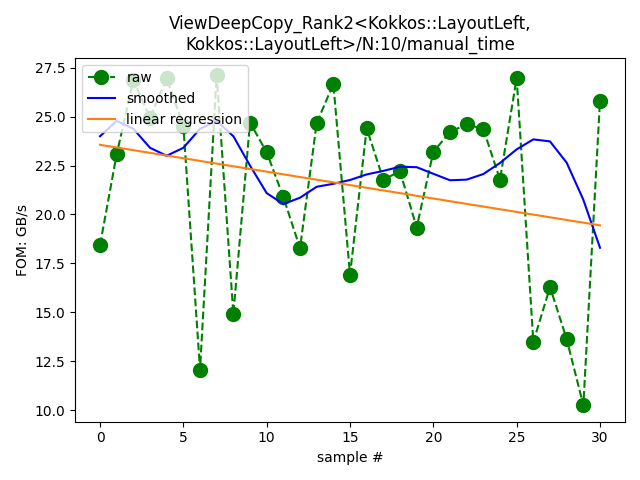 ViewDeepCopy_Rank2<Kokkos::LayoutLeft,
Kokkos::LayoutLeft>/N:10/manual_time
raw
smoothed
linear regression
FOM: GB/s
27.5
25.0
22.5
20.0
17.5
15.0
12.5
10.0
0
5
10
15
20
25
30
sample #